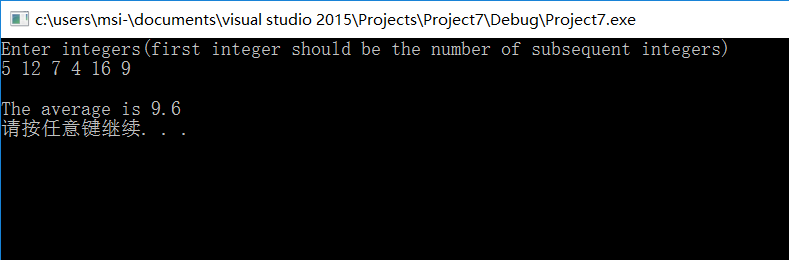 c:\users\msi-\documents\visual studio 2015\Projects\Project7\Debug\Project7.exe
Enter integers(first integer should be the number of subsequent integers)
5 12 7 4 16 9
The average is 9.6
请按任意键继续. . .